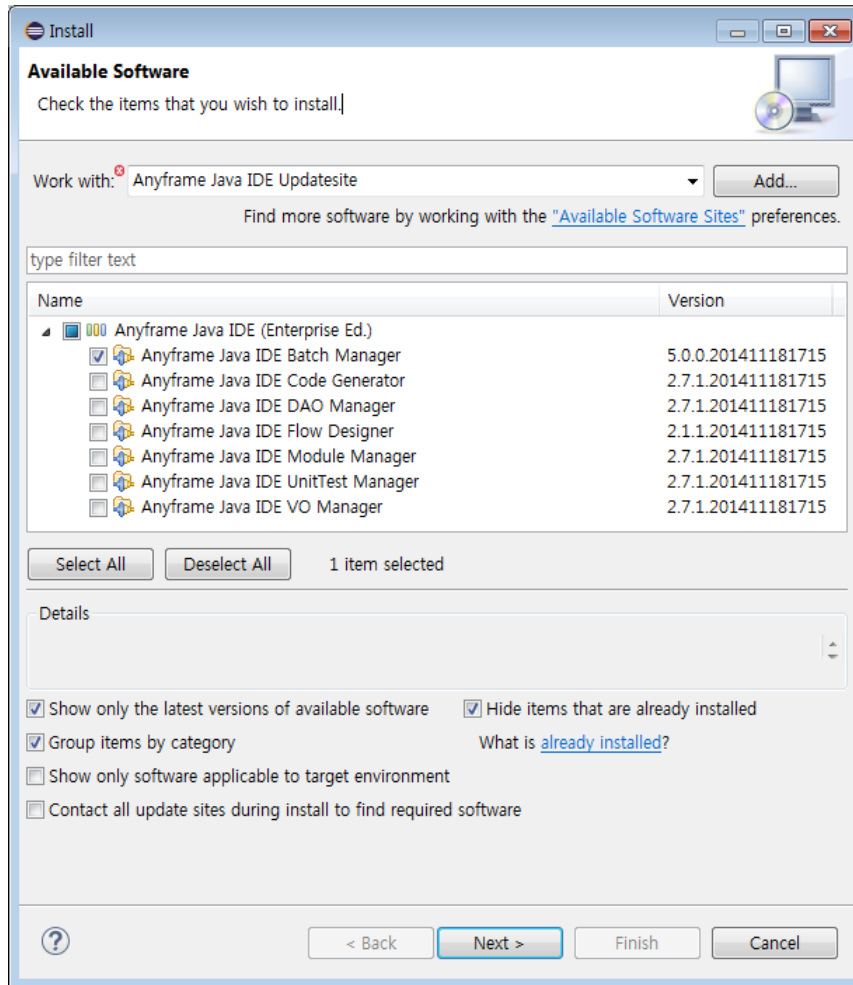 Install
Available Software
Check the items that you wish to install.
Work with: Anyframe Java IDE Updatesite Add...
Find more software by working with the "Available Software Sites" preferences.
type filter text
Name Version
Anyframe Java IDE (Enterprise Ed.)
Anyframe Java IDE Batch Manager 5.0.0.201411181715
Anyframe Java IDE Code Generator 2.7.1.201411181715
Anyframe Java IDE DAO Manager 2.7.1.201411181715
Anyframe Java IDE Flow Designer 2.1.1.201411181715
Anyframe Java IDE Module Manager 2.7.1.201411181715
Anyframe Java IDE UnitTest Manager 2.7.1.201411181715
Anyframe Java IDE VO Manager 2.7.1.201411181715
Select All Deselect All 1 item selected
Details
Show only the latest versions of available software Hide items that are already installed
Group items by category What is already installed?
Show only software applicable to target environment
Contact all update sites during install to find required software
? < Back Next > Finish Cancel